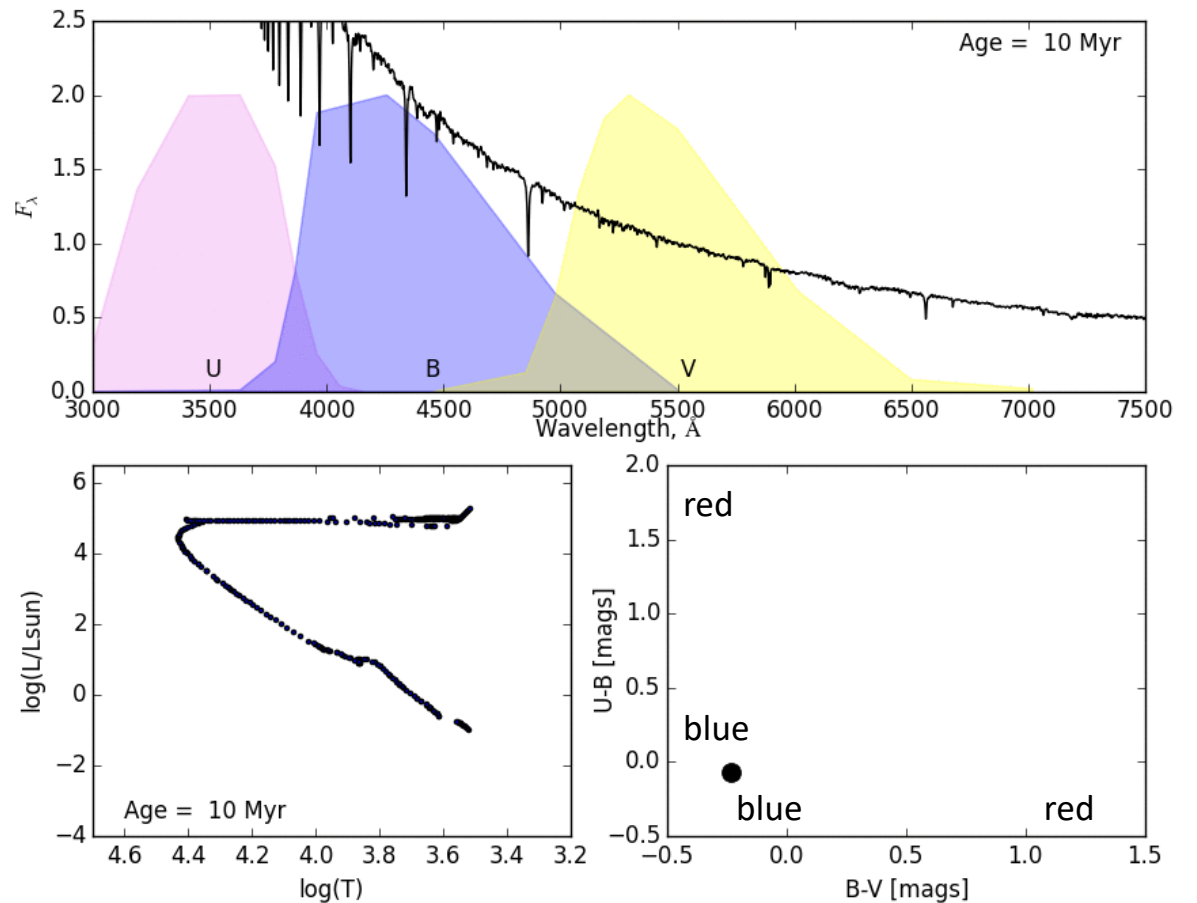 2.5
2.0
1.5
1.0
0.5
0.0
Fλ
Age = 10 Myr
U
B
V
3000 3500 4000 4500 5000 5500 6000 6500 7000 7500
Wavelength, Å
6
4
2
0
−2
−4
log(L/Lsun)
Age = 10 Myr
4.6 4.4 4.2 4.0 3.8 3.6 3.4 3.2
log(T)
2.0
1.5
1.0
0.5
0.0
−0.5
U-B [mags]
red
blue
blue red
−0.5 0.0 0.5 1.0 1.5
B-V [mags]